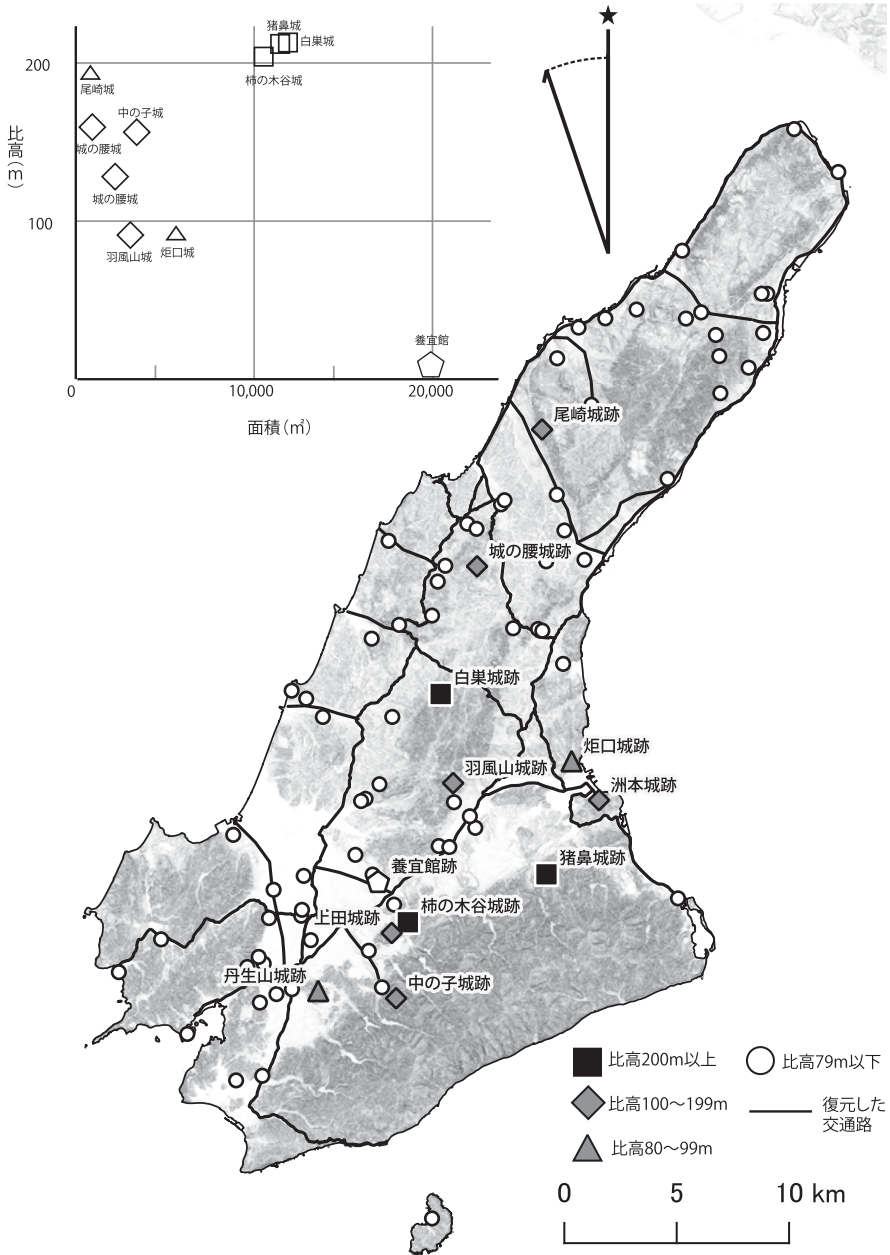 猪鼻城
白巣城
柿の木谷城
尾崎城
中の子城
城の腰城
城の腰城
羽風山城
炬口城
養宜館
比高(m)
200
100
0
10,000
20,000
面積(㎡)
★
尾崎城跡
城の腰城跡
白巣城跡
炬口城跡
羽風山城跡
洲本城跡
猪鼻城跡
養宜館跡
柿の木谷城跡
上田城跡
丹生山城跡
中の子城跡
比高200m以上
比高79m以下
比高100～199m
復元した
交通路
比高80～99m
0
5
10 km